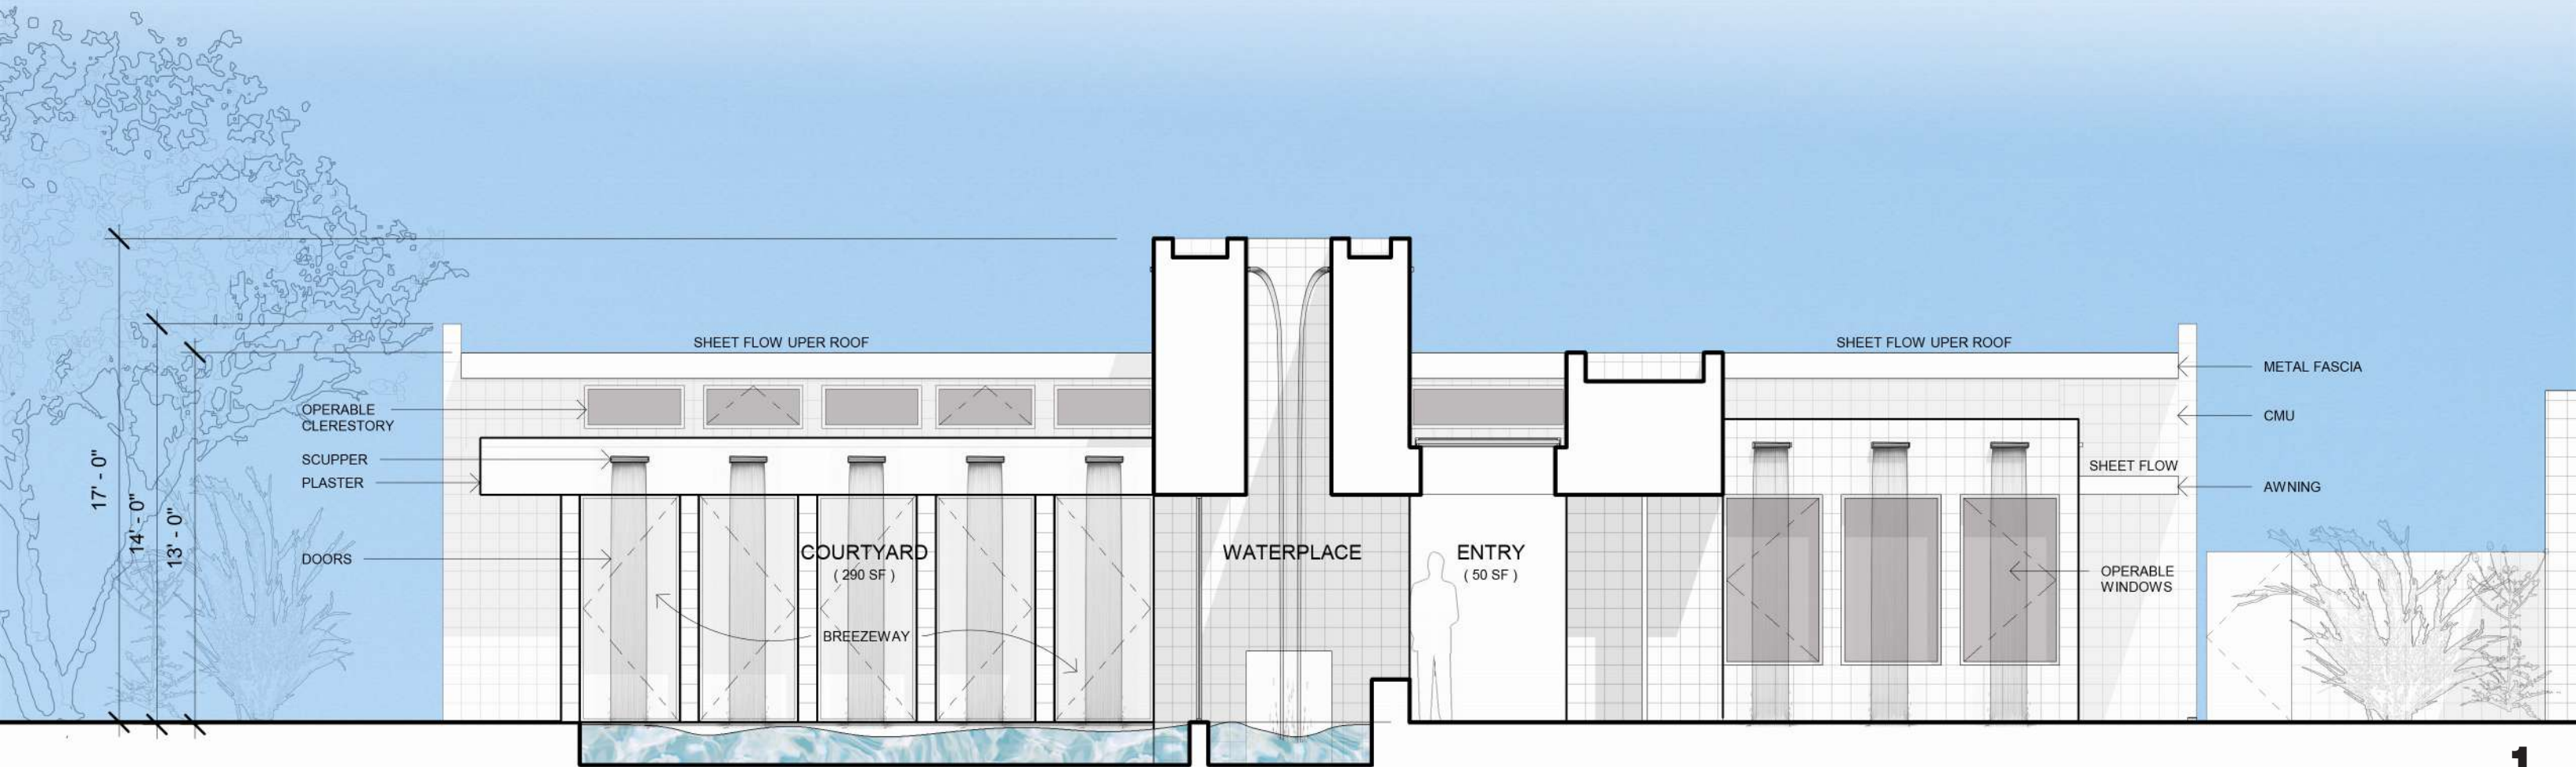 SHEET FLOW UPER ROOF
SHEET FLOW UPER ROOF
METAL FASCIA
OPERABLE
CLERESTORY
CMU
SCUPPER
SHEET FLOW
PLASTER
AWNING
17' - 0"
14' - 0"
13' - 0"
DOORS
COURTYARD
( 290 SF )
WATERPLACE
ENTRY
( 50 SF )
OPERABLE
WINDOWS
BREEZEWAY
1